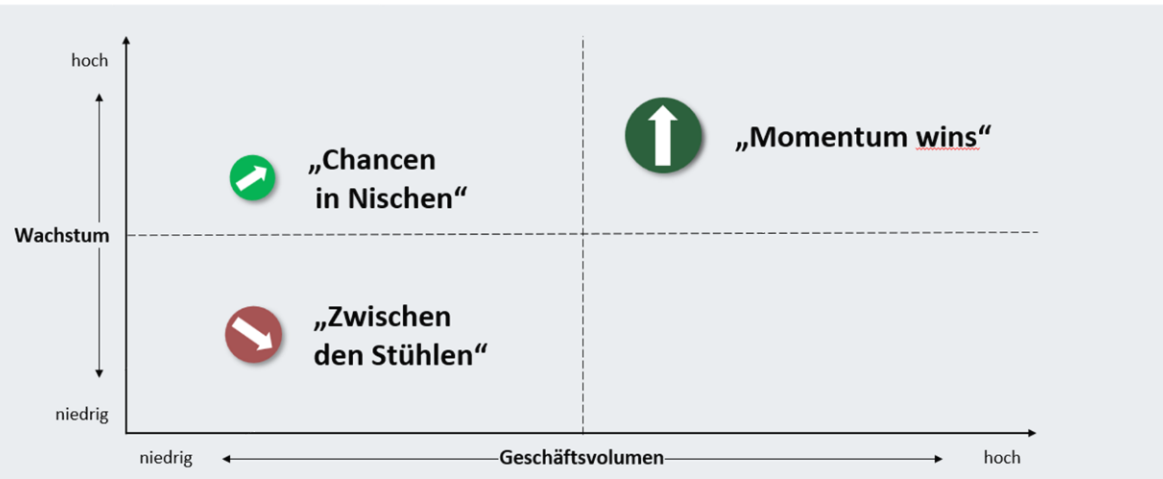 hoch
„Momentum wins“
„Chancen
in Nischen“
Wachstum
„Zwischen
den Stühlen“
niedrig
niedrig
Geschäftsvolumen
hoch